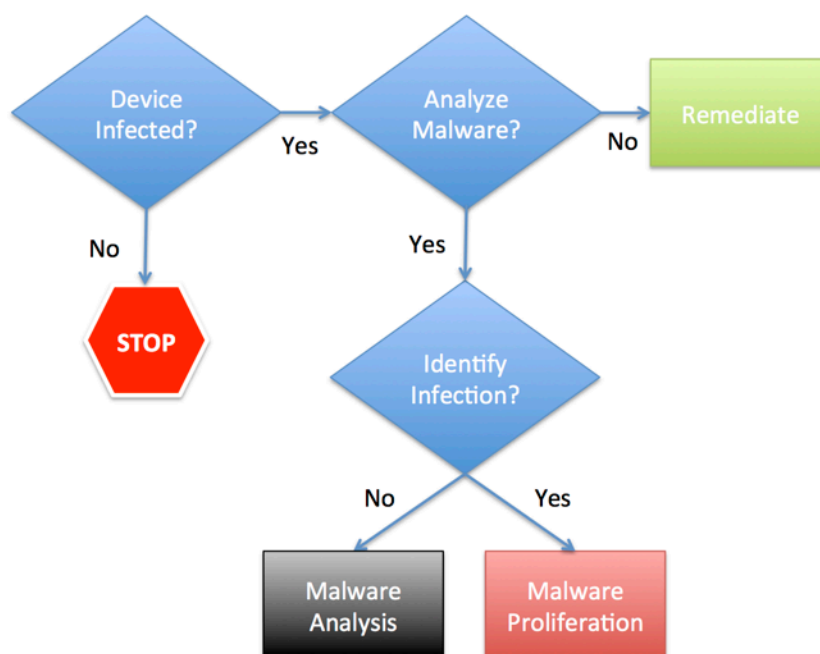 Device
Infected?
Yes
Analyze
Malware?
No
Remediate
No
STOP
Yes
Identify
Infection?
No
Yes
Malware
Analysis
Malware
Proliferation